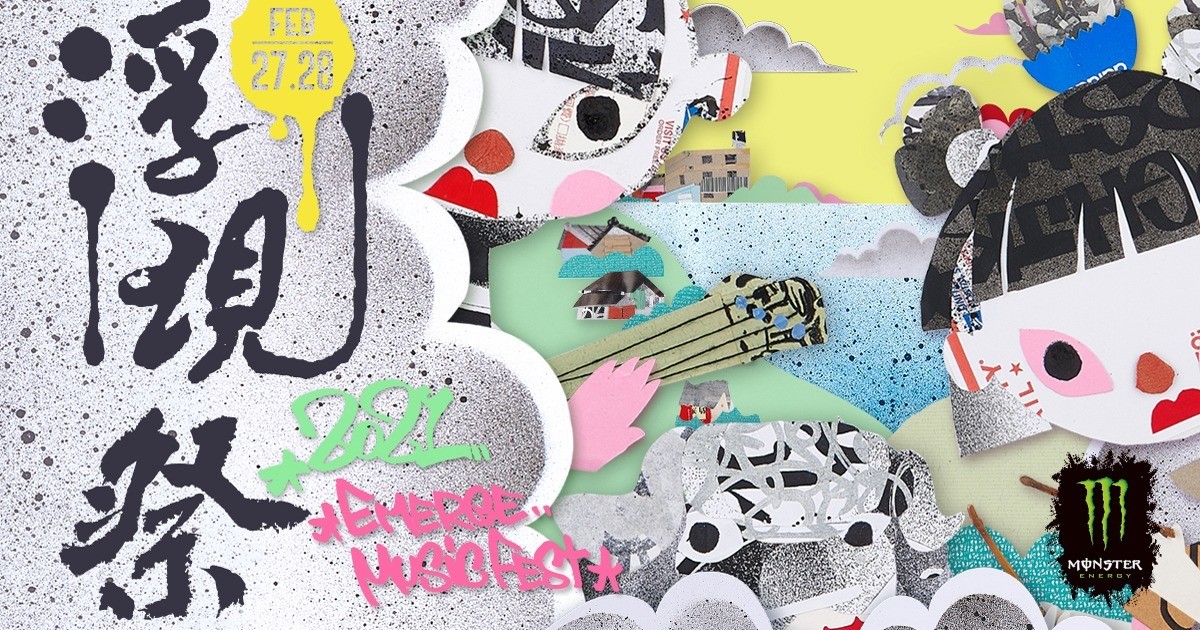 浮現祭
FEB
27.28
2021
EMERGE
MUSIC FEST
MONSTER
ENERGY